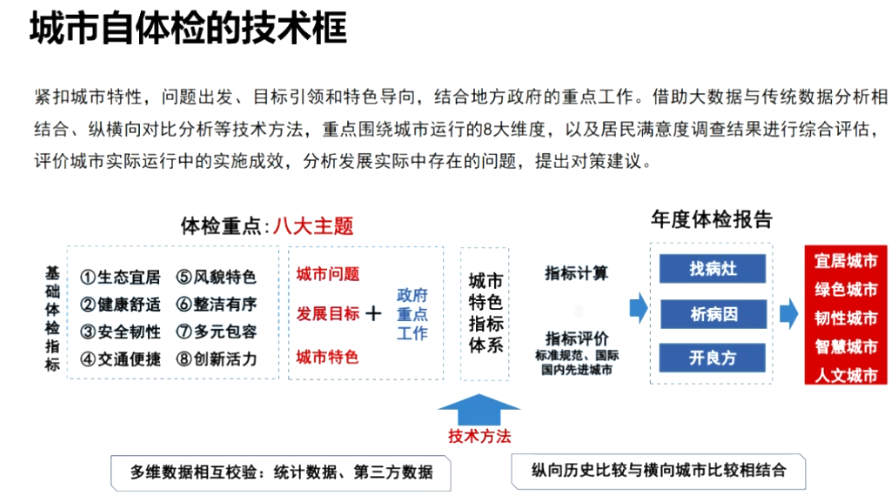 城市自体检的技术框
紧扣城市特性，问题出发、目标引领和特色导向，结合地方政府的重点工作。借助大数据与传统数据分析相
结合、纵横向对比分析等技术方法，重点围绕城市运行的8大维度，以及居民满意度调查结果进行综合评估，
评价城市实际运行中的实施成效，分析发展实际中存在的问题，提出对策建议。
体检重点:八大主题
基础体检指标
①生态宜居 ⑤风貌特色
②健康舒适 ⑥整洁有序
③安全韧性 ⑦多元包容
④交通便捷 ⑧创新活力
城市问题
发展目标
城市特色
+
政府
重点
工作
城市
特色
指标
体系
指标计算
指标评价
标准规范、国际
国内先进城市
年度体检报告
找病灶
析病因
开良方
宜居城市
绿色城市
韧性城市
智慧城市
人文城市
技术方法
多维数据相互校验：统计数据、第三方数据
纵向历史比较与横向城市比较相结合